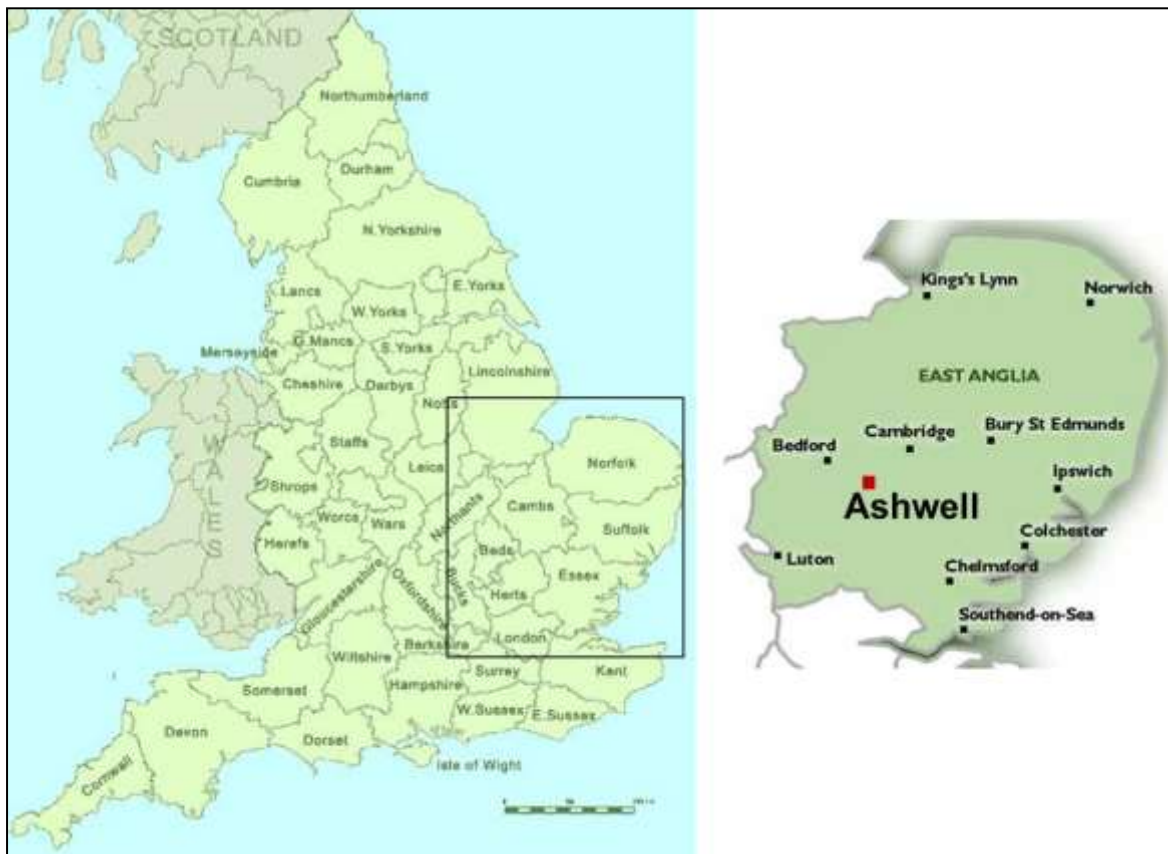 SCOTLAND
Northumberland
Cumbria
Durham
N.Yorkshire
Lancs
E.Yorks
W.Yorks
G.Mancs
S.Yorks
Merseyside
Cheshire
Darbys
Lincolnshire
Notts
WALES
Staffs
Leics
Norfolk
Shrops
Northants
Cambs
Worcs
Wars
Suffolk
Herefs
Beds
Gloucestershire
Oxfordshire
Bucks
Herts
Essex
London
Berkshire
Wiltshire
Surrey
Kent
Hampshire
Somerset
W.Sussex
E.Sussex
Devon
Dorset
Cornwall
Isle of Wight
Kings's Lynn
Norwich
EAST ANGLIA
Bury St Edmunds
Cambridge
Bedford
Ipswich
Ashwell
Colchester
Luton
Chelmsford
Southend-on-Sea